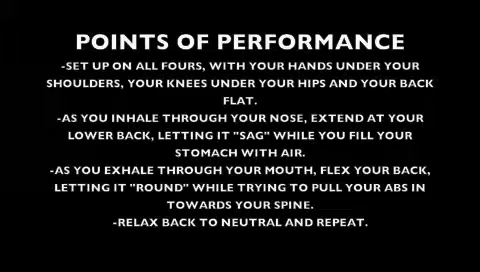 POINTS OF PERFORMANCE
-SET UP ON ALL FOURS, WITH YOUR HANDS UNDER YOUR
SHOULDERS, YOUR KNEES UNDER YOUR HIPS AND YOUR BACK
FLAT.
-AS YOU INHALE THROUGH YOUR NOSE, EXTEND AT YOUR
LOWER BACK, LETTING IT "SAG" WHILE YOU FILL YOUR
STOMACH WITH AIR.
-AS YOU EXHALE THROUGH YOUR MOUTH, FLEX YOUR BACK,
LETTING IT "ROUND" WHILE TRYING TO PULL YOUR ABS IN
TOWARDS YOUR SPINE.
-RELAX BACK TO NEUTRAL AND REPEAT.